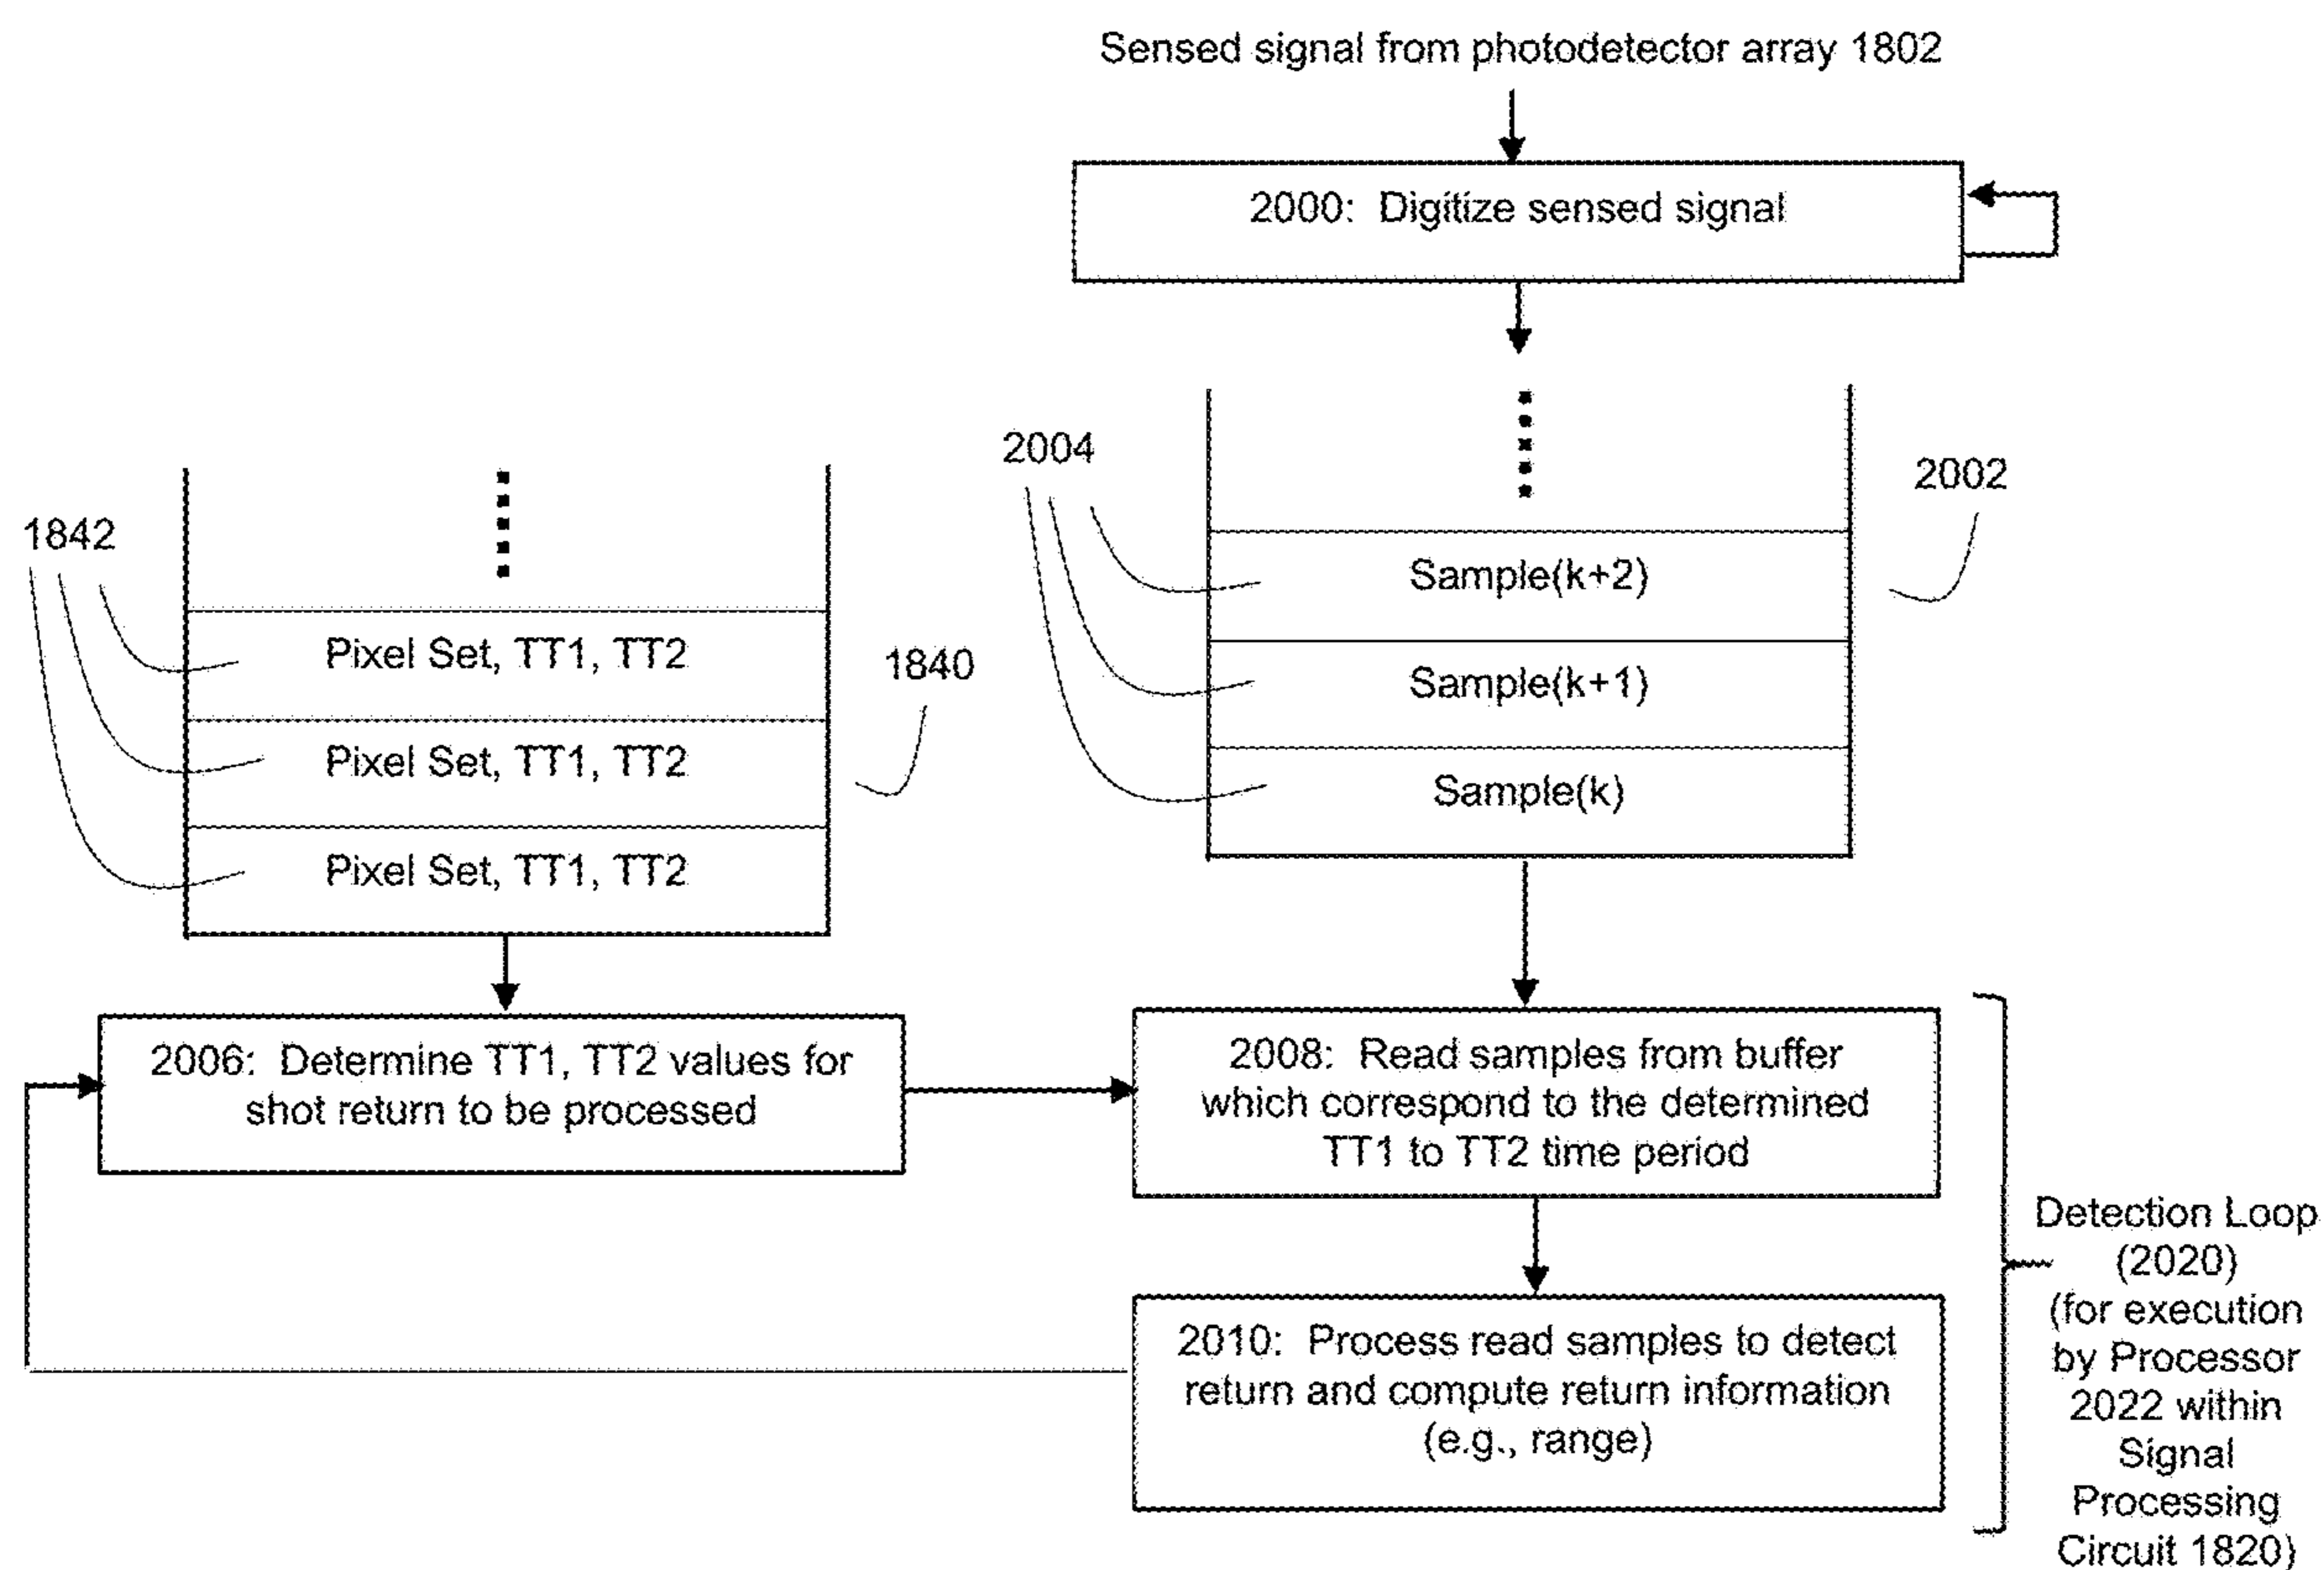 Sensed signal from photodetector array 1802
2000: Digitize sensed signal
2004
2002
1842
Sample(k+2)
Pixel Set, TT1, TT2
1840
Sample(k+1)
Pixel Set, TT1, TT2
Sample(k)
Pixel Set, TT1, TT2
2006: Determine TT1, TT2 values for
shot return to be processed
2008: Read samples from buffer
which correspond to the determined
TT1 to TT2 time period
2010: Process read samples to detect
return and compute return information
(e.g., range)
Detection Loop
(2020)
(for execution
by Processor
2022 within
Signal
Processing
Circuit 1820)